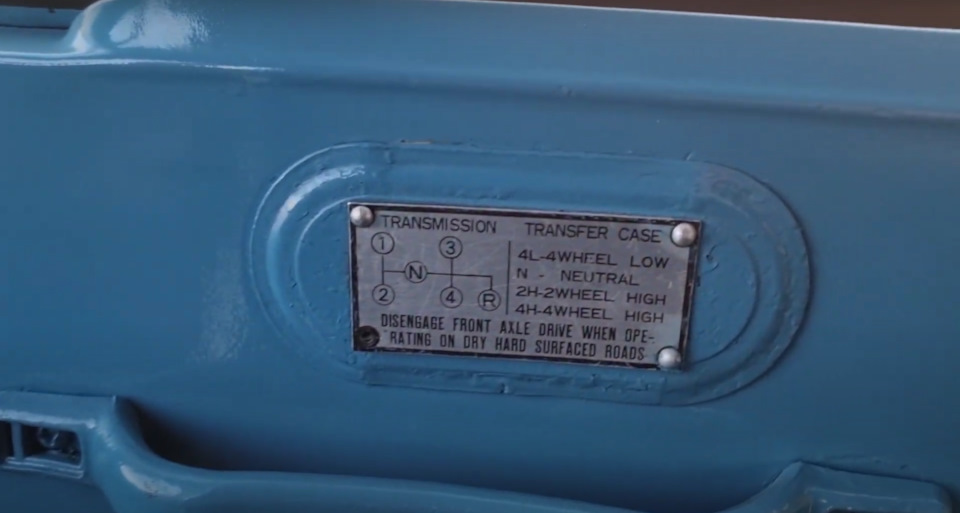 TRANSMISSION
1 3
N
2 4 R
TRANSFER CASE
4L-4WHEEL LOW
N - NEUTRAL
2H-2WHEEL HIGH
4H-4WHEEL HIGH
DISENGAGE FRONT AXLE DRIVE WHEN OPE-
RATING ON DRY HARD SURFACED ROADS